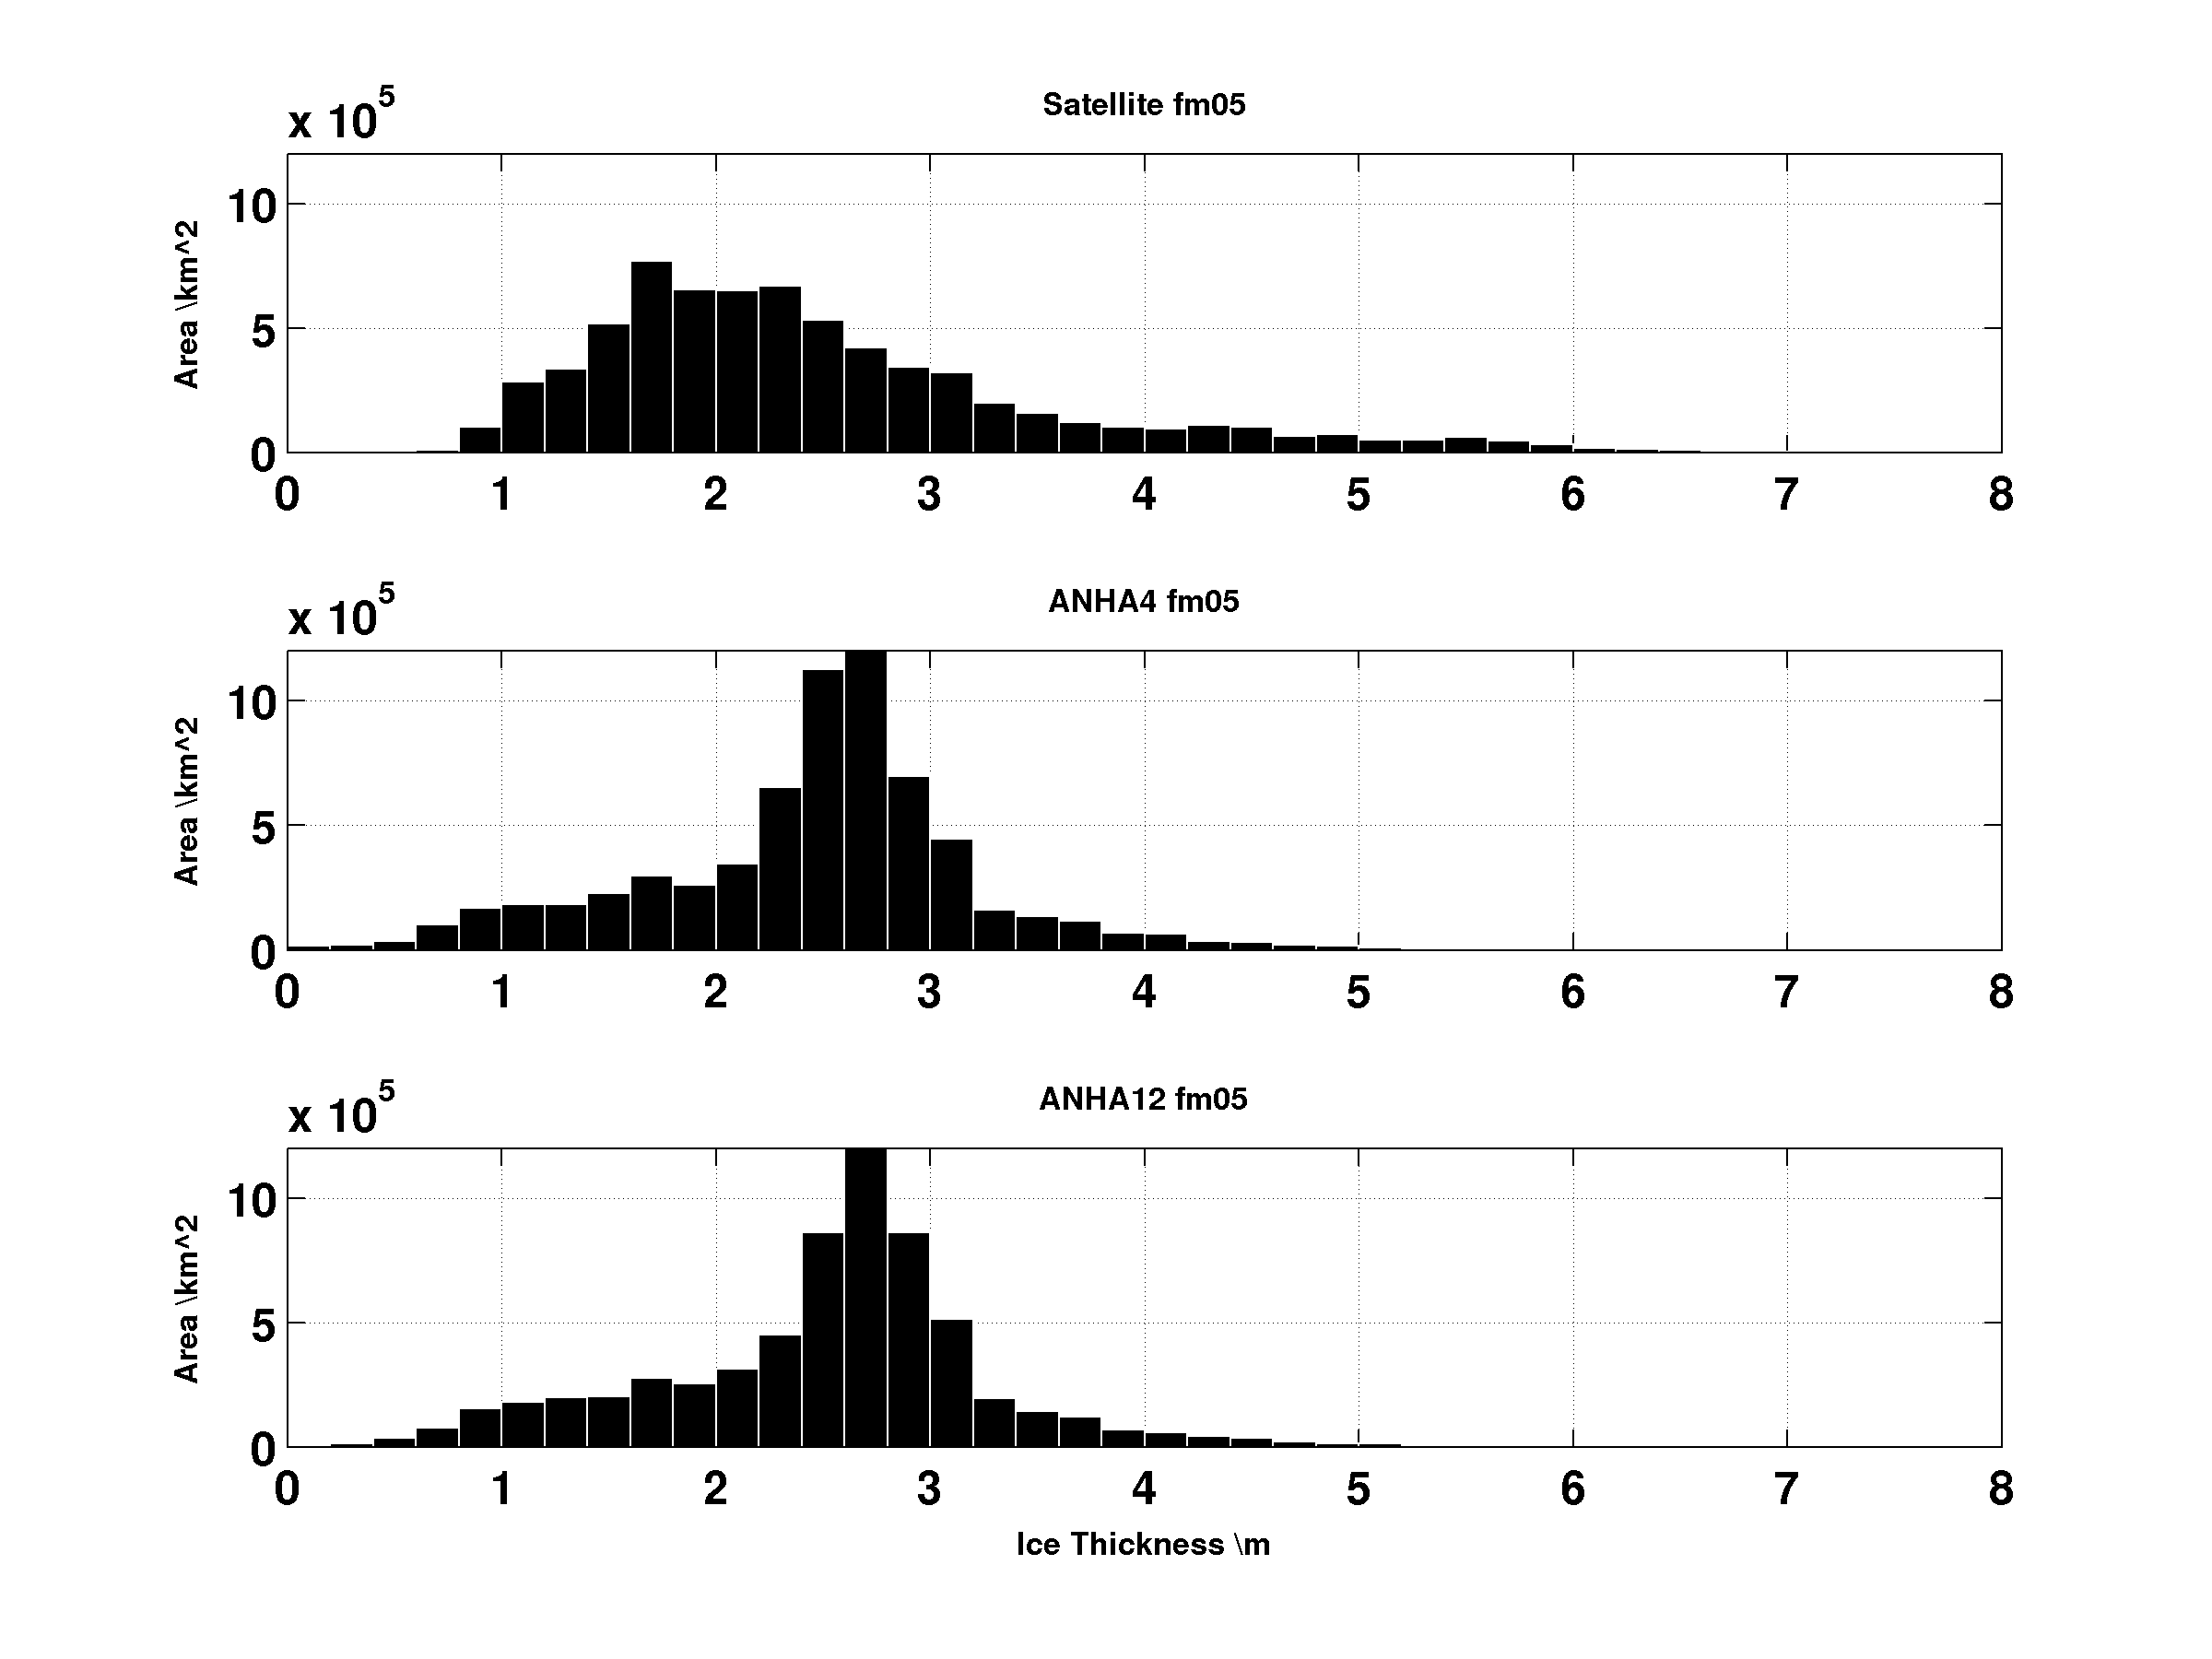 Satellite fm05
x 10^5
10
5
0
Area \km^2
0 1 2 3 4 5 6 7 8
ANHA4 fm05
x 10^5
10
5
0
Area \km^2
0 1 2 3 4 5 6 7 8
ANHA12 fm05
x 10^5
10
5
0
Area \km^2
0 1 2 3 4 5 6 7 8
Ice Thickness \m